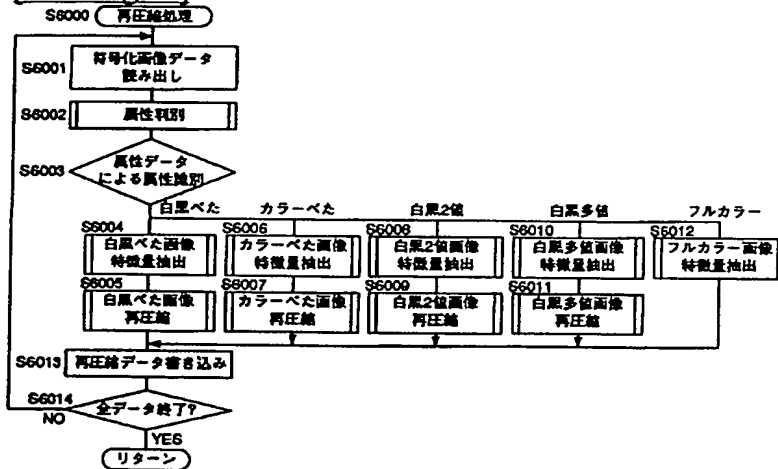 S6000 再圧縮処理
S6001
符号化画像データ
読み出し
S6002 属性判別
S6003
属性データ
による属性識別
白黒べた カラーべた 白黒2値 白黒多値 フルカラー
S6004 S6006 S6008 S6010 S6012
白黒べた画像 カラーべた画像 白黒2値画像 白黒多値画像 フルカラー画像
特徴量抽出 特徴量抽出 特徴量抽出 特徴量抽出 特徴量抽出
S6005 S6007 S6009 S6011
白黒べた画像 カラーべた画像 白黒2値画像 白黒多値画像
再圧縮 再圧縮 再圧縮 再圧縮
S6013 再圧縮データ書き込み
S6014
全データ終了?
NO
YES
リターン